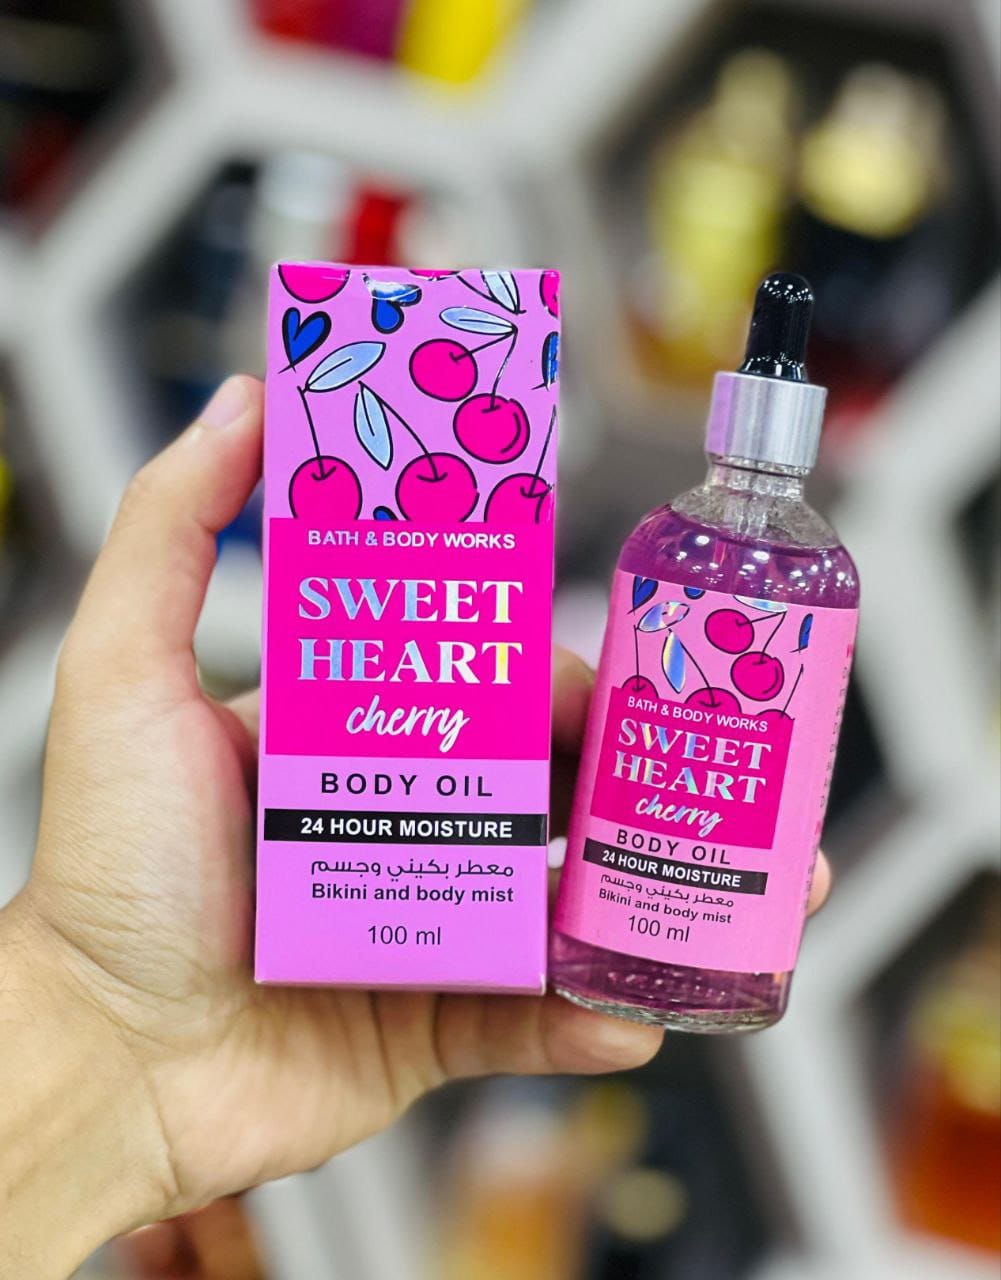 BATH & BODY WORKS
SWEET
HEART
cherry
BODY OIL
24 HOUR MOISTURE
معطر بكيني وجسم
Bikini and body mist
100 ml
BATH & BODY WORKS
SWEET
HEART
cherry
BODY OIL
24 HOUR MOISTURE
معطر بكيني وجسم
Bikini and body mist
100 ml